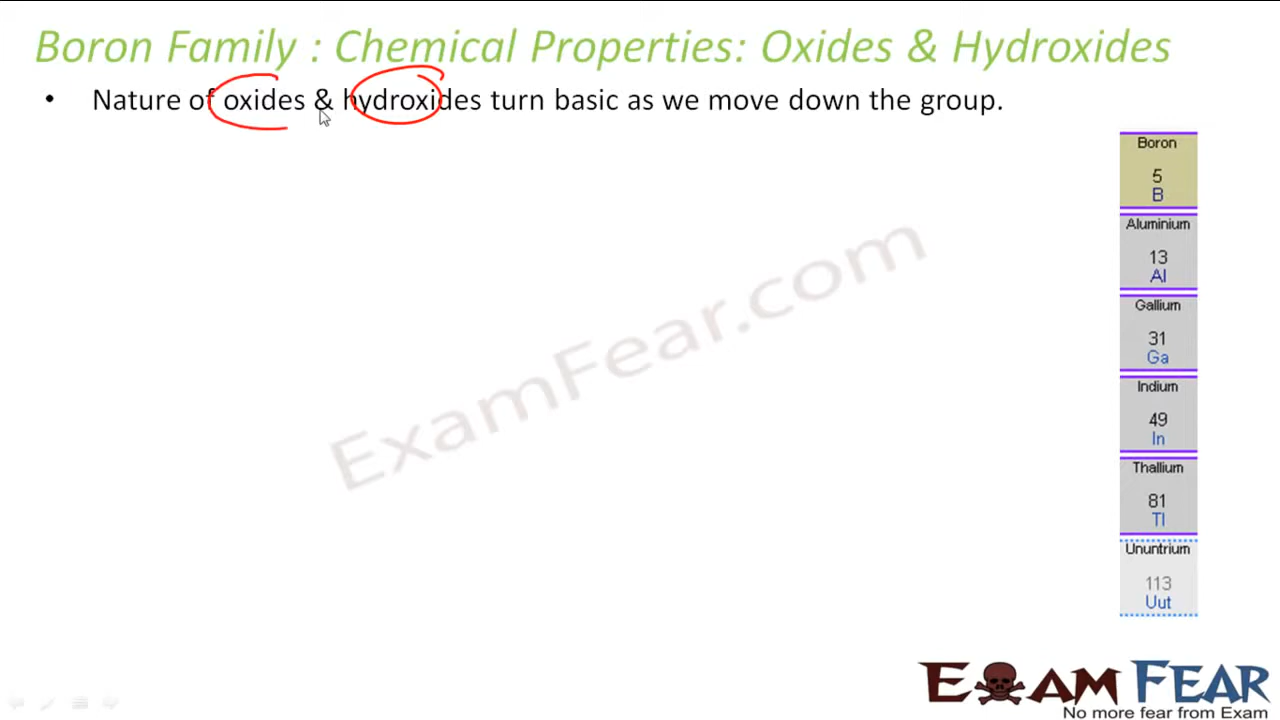 Boron Family : Chemical Properties: Oxides & Hydroxides
• Nature of oxides & hydroxides turn basic as we move down the group.
Boron
5
B
Aluminium
13
Al
Gallium
31
Ga
Indium
49
In
Thallium
81
Tl
Ununtrium
113
Uut
ExamFear.com
EXAM FEAR
No more fear from Exam